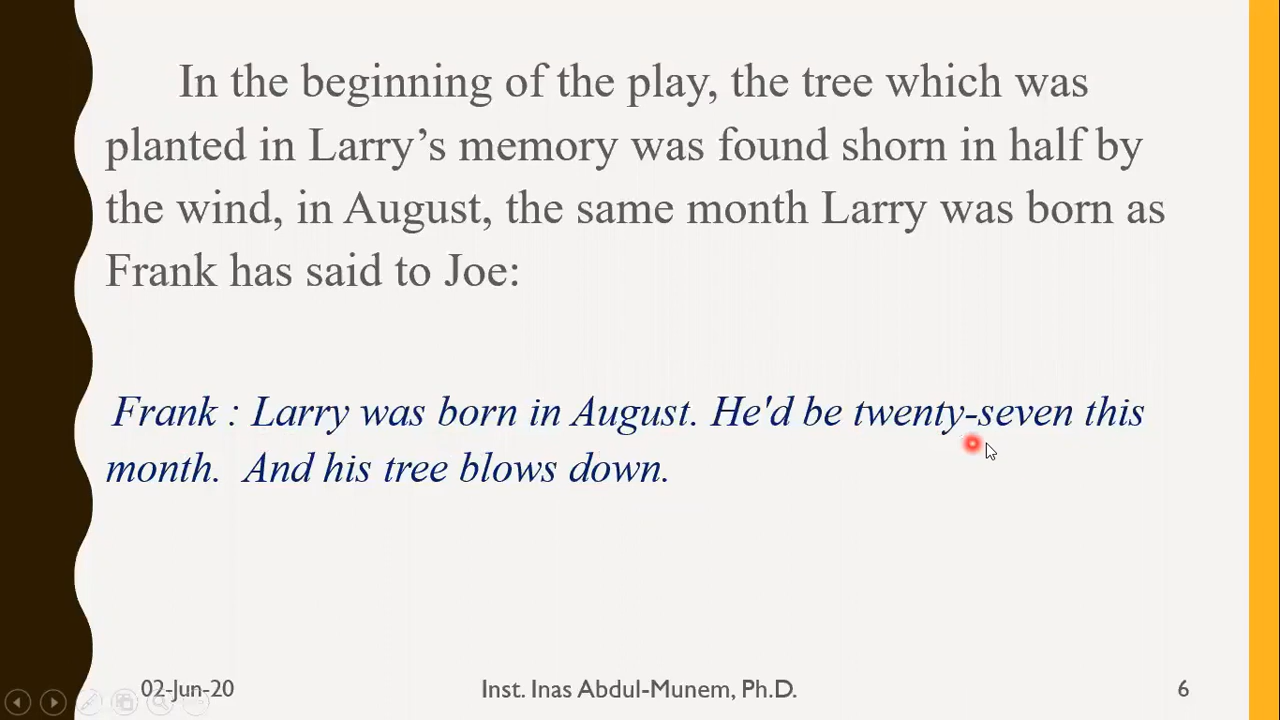 In the beginning of the play, the tree which was
planted in Larry’s memory was found shorn in half by
the wind, in August, the same month Larry was born as
Frank has said to Joe:
Frank : Larry was born in August. He'd be twenty-seven this
month.  And his tree blows down.
02-Jun-20
Inst. Inas Abdul-Munem, Ph.D.
6